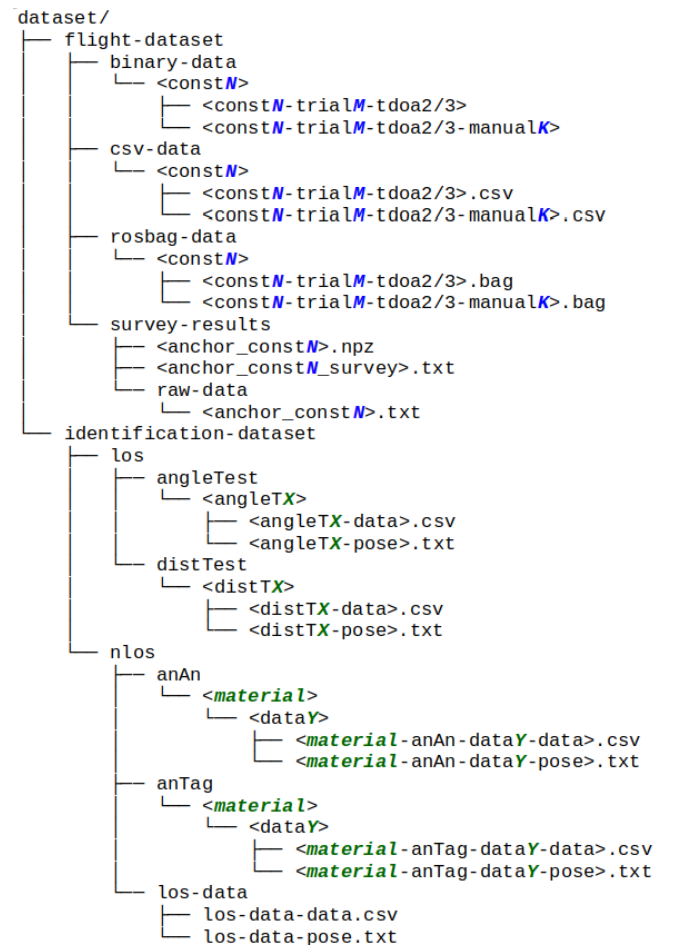 dataset/
├── flight-dataset
│   ├── binary-data
│   │   └── <constN>
│   │       ├── <constN-trialM-tdoa2/3>
│   │       └── <constN-trialM-tdoa2/3-manualK>
│   ├── csv-data
│   │   └── <constN>
│   │       ├── <constN-trialM-tdoa2/3>.csv
│   │       └── <constN-trialM-tdoa2/3-manualK>.csv
│   ├── rosbag-data
│   │   └── <constN>
│   │       ├── <constN-trialM-tdoa2/3>.bag
│   │       └── <constN-trialM-tdoa2/3-manualK>.bag
│   └── survey-results
│       ├── <anchor_constN>.npz
│       ├── <anchor_constN_survey>.txt
│       └── raw-data
│           └── <anchor_constN>.txt
└── identification-dataset
    ├── los
    │   ├── angleTest
    │   │   └── <angleTX>
    │   │       ├── <angleTX-data>.csv
    │   │       └── <angleTX-pose>.txt
    │   └── distTest
    │       └── <distTX>
    │           ├── <distTX-data>.csv
    │           └── <distTX-pose>.txt
    └── nlos
        ├── anAn
        │   └── <material>
        │       └── <dataY>
        │           ├── <material-anAn-dataY-data>.csv
        │           └── <material-anAn-dataY-pose>.txt
        ├── anTag
        │   └── <material>
        │       └── <dataY>
        │           ├── <material-anTag-dataY-data>.csv
        │           └── <material-anTag-dataY-pose>.txt
        └── los-data
            ├── los-data-data.csv
            └── los-data-pose.txt